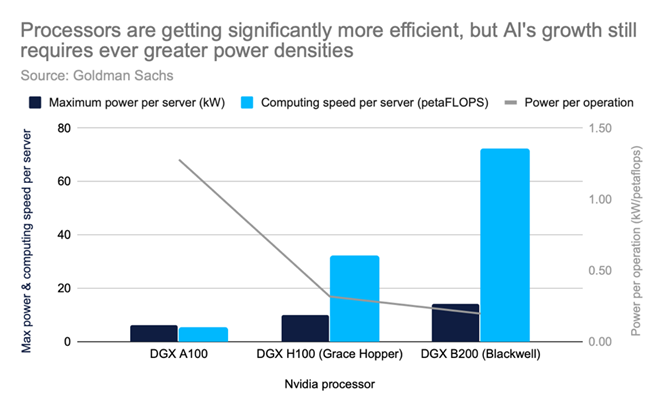 Processors are getting significantly more efficient, but AI's growth still
requires ever greater power densities
Source: Goldman Sachs
Maximum power per server (kW)
Computing speed per server (petaFLOPS)
Power per operation
Max power & computing speed per server
80
60
40
20
0
1.50
1.00
0.50
0.00
Power per operation (kW/petaflops)
DGX A100
DGX H100 (Grace Hopper)
DGX B200 (Blackwell)
Nvidia processor